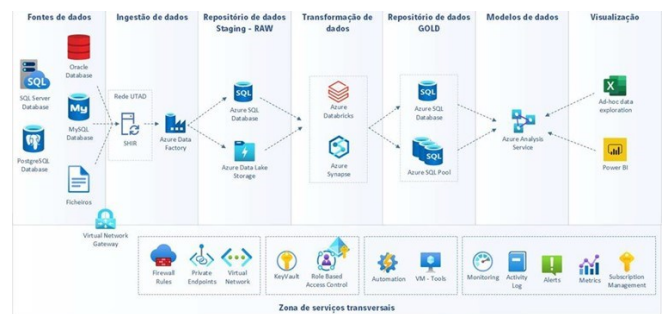 Fontes de dados
Ingestão de dados
Repositório de dados
Staging - RAW
Transformação de
dados
Repositório de dados
GOLD
Modelos de dados
Visualização
Oracle
Database
SQL
SQL Server
Database
My
MySQL
Database
PostgreSQL
Database
Ficheiros
Virtual Network
Gateway
Rede UTAD
SHIR
Azure Data
Factory
SQL
Azure SQL
Database
Azure Data Lake
Storage
Azure
Databricks
Azure
Synapse
SQL
Azure SQL
Database
SQL
Azure SQL Pool
Azure Analysis
Service
X
Ad-hoc data
exploration
Power BI
Firewall
Rules
Private
Endpoints
Virtual
Network
KeyVault
Role Based
Access Control
Automation
VM - Tools
Monitoring
Activity
Log
Alerts
Metrics
Subscription
Management
Zona de serviços transversais